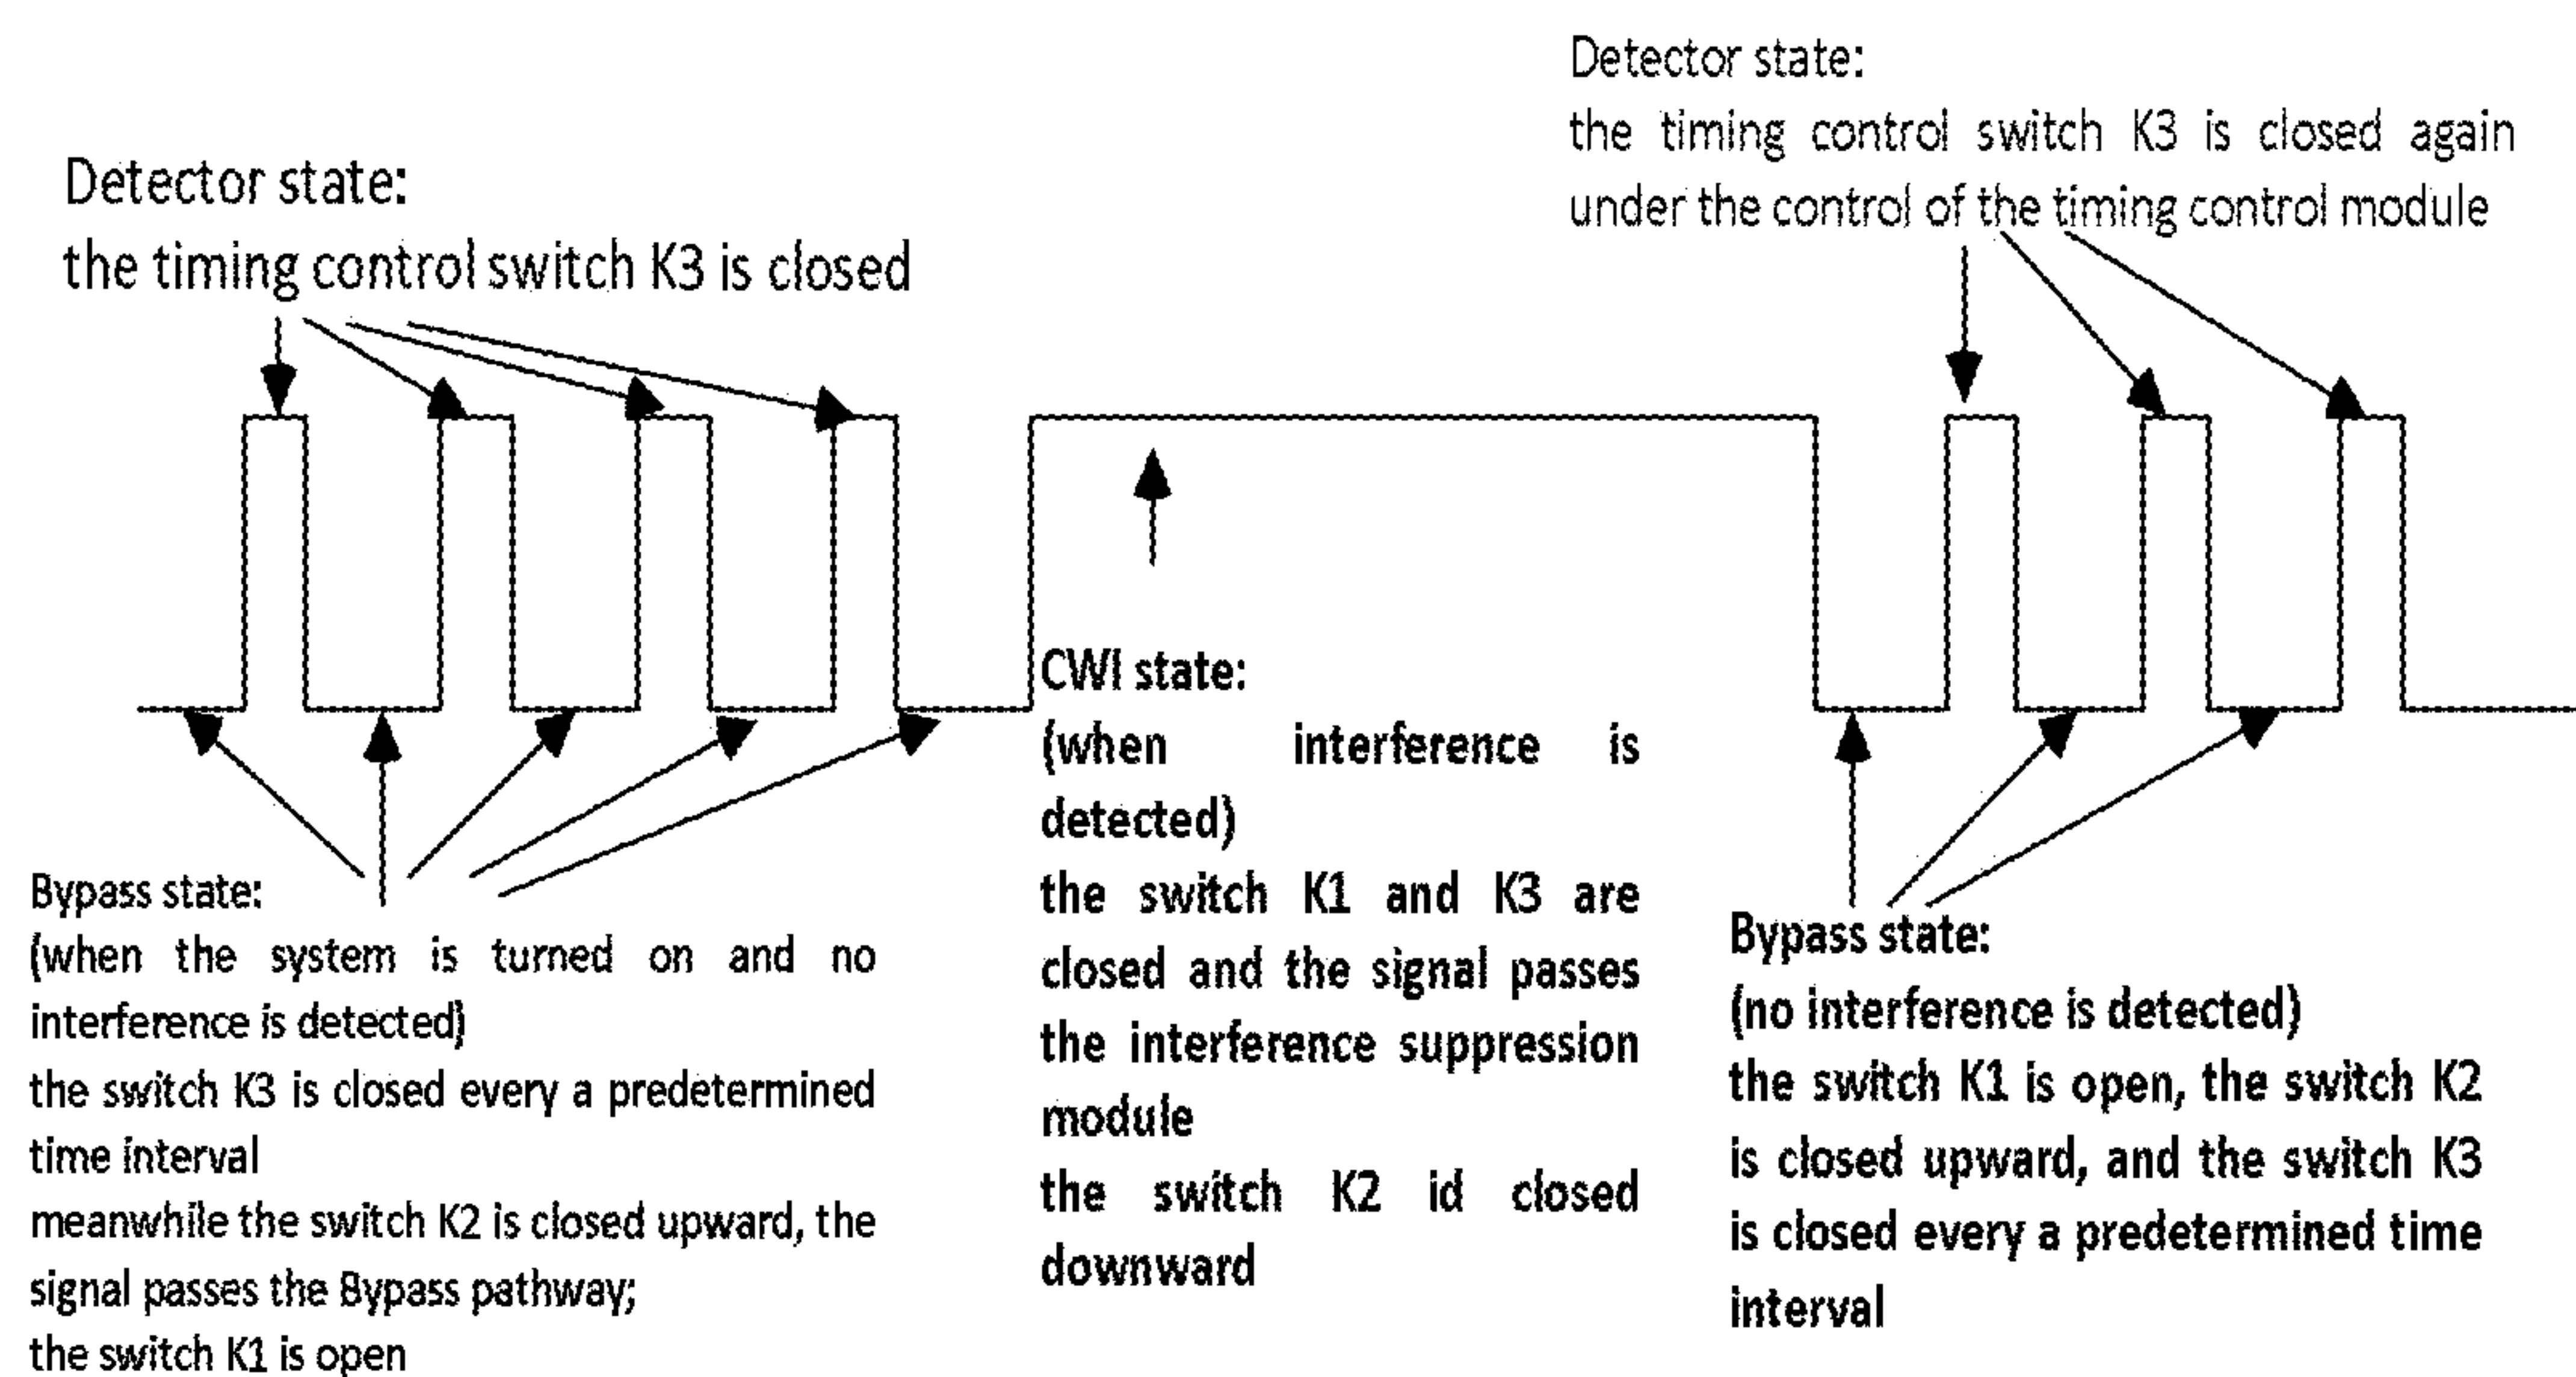 Detector state:
the timing control switch K3 is closed
Detector state:
the timing control switch K3 is closed again
under the control of the timing control module
Bypass state:
(when the system is turned on and no
interference is detected)
the switch K3 is closed every a predetermined
time interval
meanwhile the switch K2 is closed upward, the
signal passes the Bypass pathway;
the switch K1 is open
CWI state:
(when interference is
detected)
the switch K1 and K3 are
closed and the signal passes
the interference suppression
module
the switch K2 id closed
downward
Bypass state:
(no interference is detected)
the switch K1 is open, the switch K2
is closed upward, and the switch K3
is closed every a predetermined time
interval